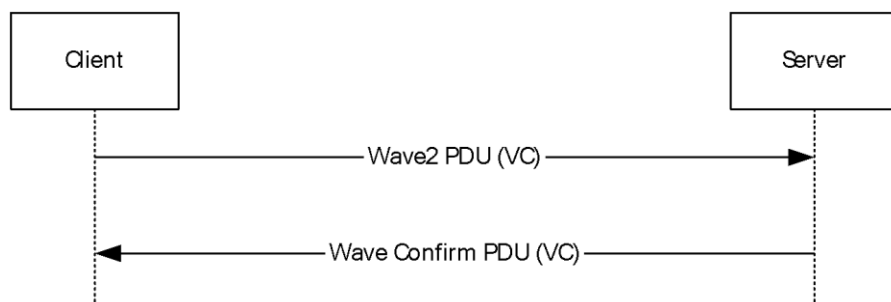 Client
Server
Wave2 PDU (VC)
Wave Confirm PDU (VC)